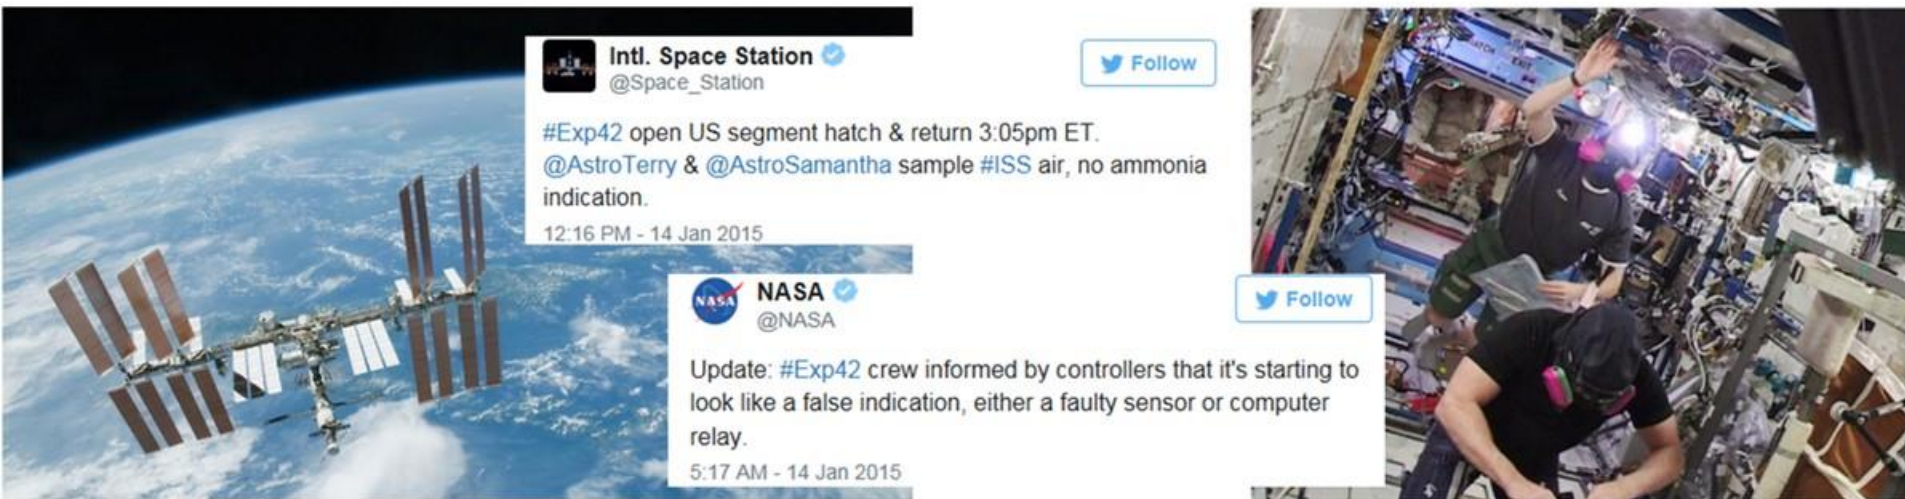 Intl. Space Station
@Space_Station
Follow
#Exp42 open US segment hatch & return 3:05pm ET.
@AstroTerry & @AstroSamantha sample #ISS air, no ammonia
indication.
12:16 PM - 14 Jan 2015
NASA
NASA
@NASA
Follow
Update: #Exp42 crew informed by controllers that it's starting to
look like a false indication, either a faulty sensor or computer
relay.
5:17 AM - 14 Jan 2015